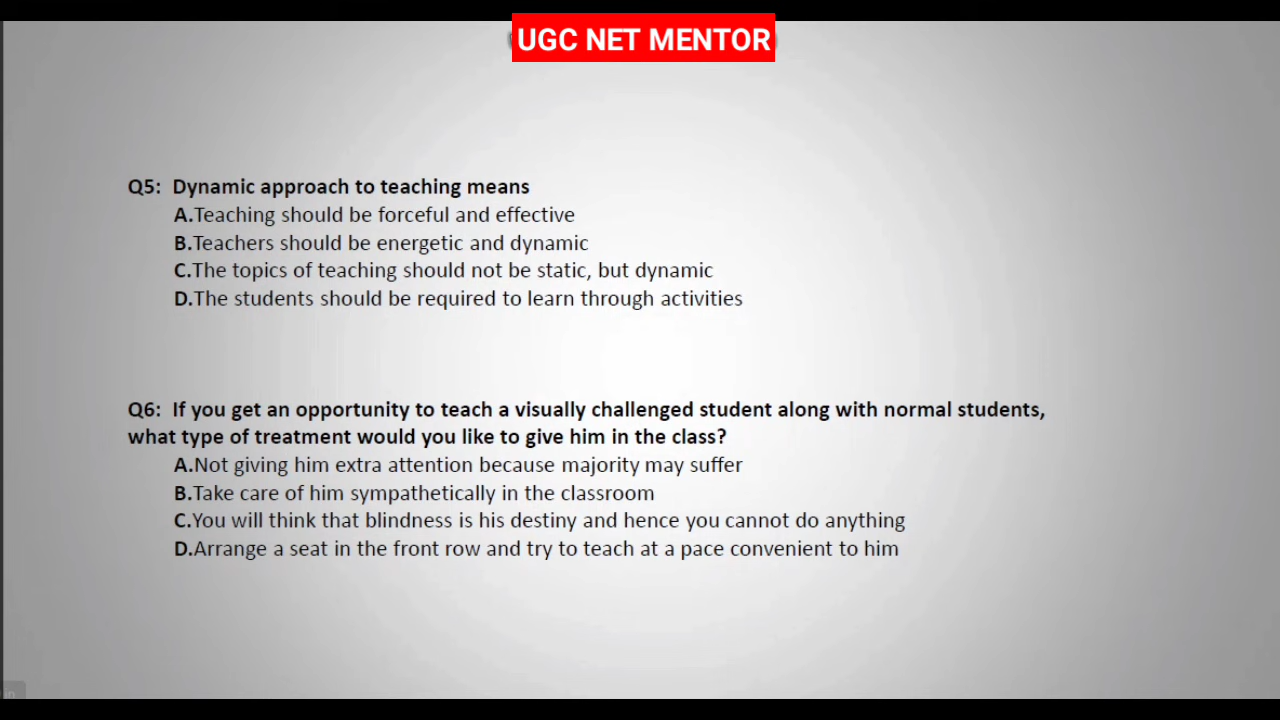 UGC NET MENTOR
Q5: Dynamic approach to teaching means
A.Teaching should be forceful and effective
B.Teachers should be energetic and dynamic
C.The topics of teaching should not be static, but dynamic
D.The students should be required to learn through activities
Q6: If you get an opportunity to teach a visually challenged student along with normal students,
what type of treatment would you like to give him in the class?
A.Not giving him extra attention because majority may suffer
B.Take care of him sympathetically in the classroom
C.You will think that blindness is his destiny and hence you cannot do anything
D.Arrange a seat in the front row and try to teach at a pace convenient to him